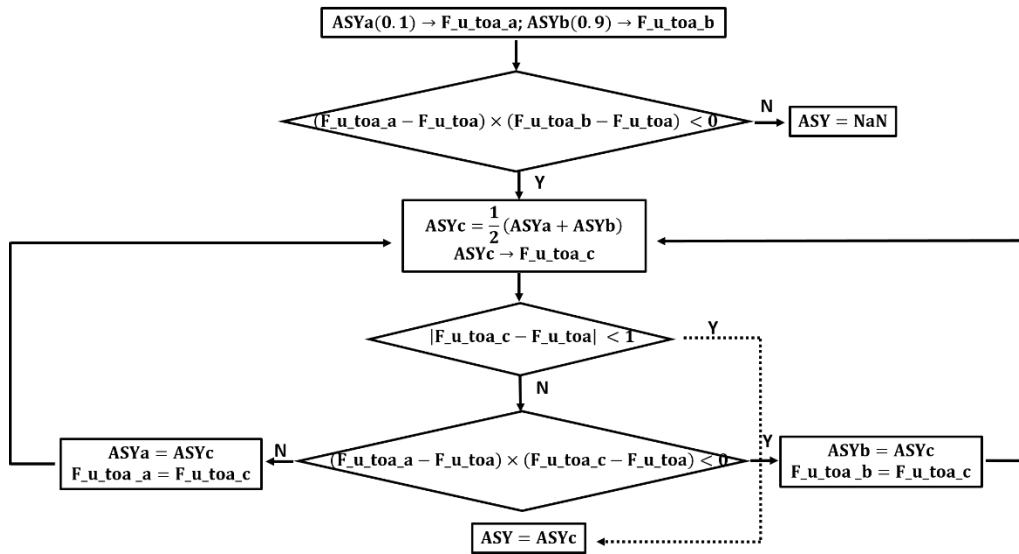 ASYa(0.1) → F_u_toa_a; ASYb(0.9) → F_u_toa_b
(F_u_toa_a − F_u_toa) × (F_u_toa_b − F_u_toa) < 0
N
ASY = NaN
Y
ASYc = 1/2 (ASYa + ASYb)
ASYc → F_u_toa_c
|F_u_toa_c − F_u_toa| < 1
Y
N
ASYa = ASYc
F_u_toa _a = F_u_toa_c
N
(F_u_toa_a − F_u_toa) × (F_u_toa_c − F_u_toa) < 0
Y
ASYb = ASYc
F_u_toa _b = F_u_toa_c
ASY = ASYc